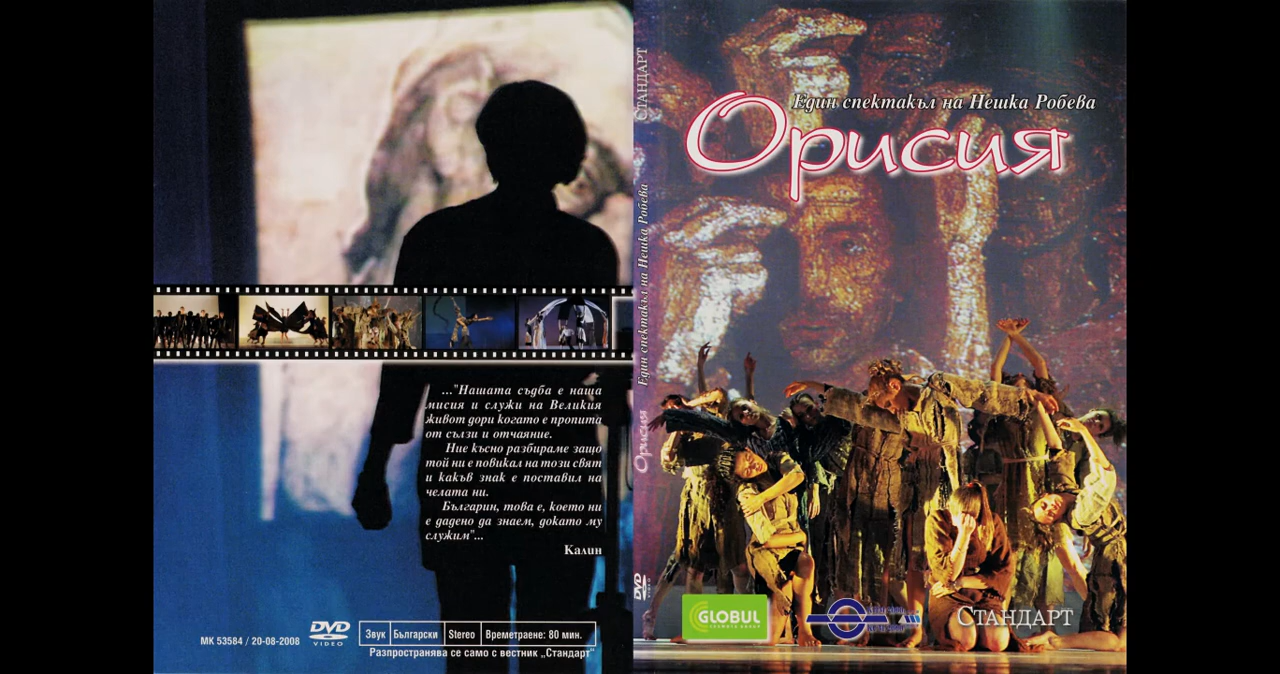 ..."Нашата съдба е наша
мисия и служи на Великия
живот дори когато е пропита
от сълзи и отчаяние.
Ние късно разбираме защо
той ни е повикал на този свят
и какъв знак е поставил на
челата ни.
Българин, това е, което ни
е дадено да знаем, докато му
служим"...
Калин
МК 53584 / 20-08-2008
DVD
VIDEO
Звук Български Stereo Времетраене: 80 мин.
Разпространява се само с вестник „Стандарт"
Стандарт
Един спектакъл на Нешка Робева
Орисия
DVD
VIDEO
Един спектакъл на Нешка Робева
Орисия
GLOBUL
Стандарт